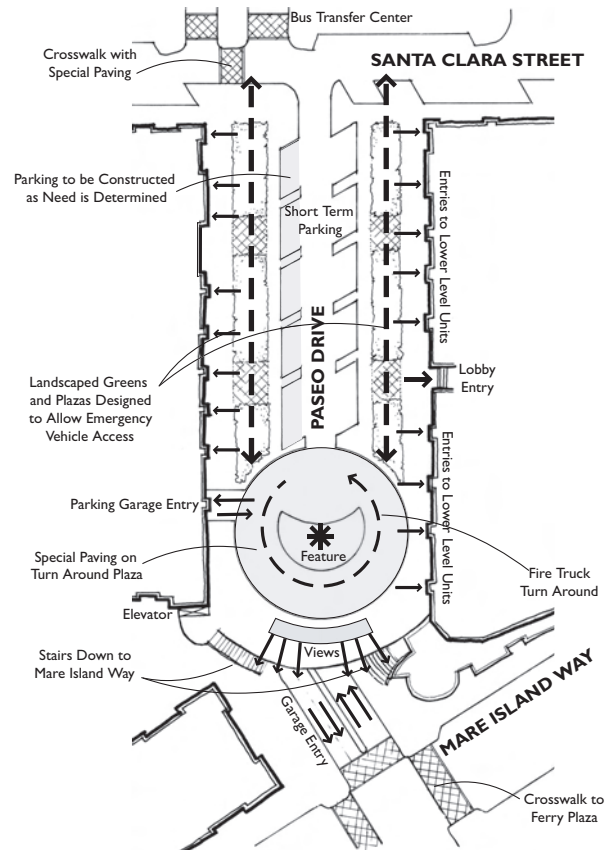 Bus Transfer Center
Crosswalk with
Special Paving
SANTA CLARA STREET
Parking to be Constructed
as Need is Determined
Short Term
Parking
Entries to Lower Level Units
PASEO DRIVE
Landscaped Greens
and Plazas Designed
to Allow Emergency
Vehicle Access
Lobby
Entry
Entries to Lower Level Units
Parking Garage Entry
Special Paving on
Turn Around Plaza
Feature
Fire Truck
Turn Around
Elevator
Stairs Down to
Mare Island Way
Views
Garage Entry
MARE ISLAND WAY
Crosswalk to
Ferry Plaza